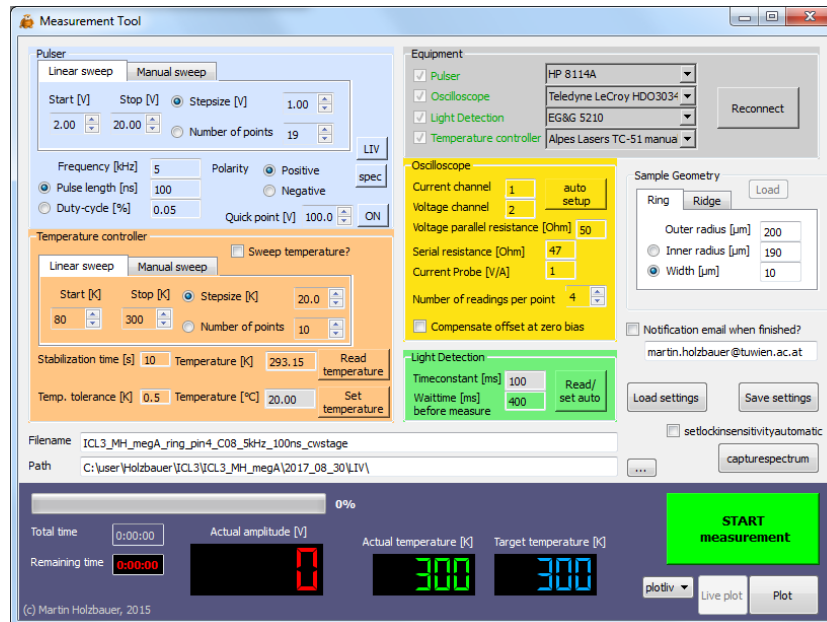 Measurement Tool
Pulser
Linear sweep Manual sweep
Start [V] Stop [V] Stepsize [V] 1.00
2.00 20.00 Number of points 19
LIV
Frequency [kHz] 5 Polarity Positive
spec
Pulse length [ns] 100 Negative
Duty-cycle [%] 0.05 Quick point [V] 100.0 ON
Temperature controller
Sweep temperature?
Linear sweep Manual sweep
Start [K] Stop [K] Stepsize [K] 20.0
80 300 Number of points 10
Stabilization time [s] 10 Temperature [K] 293.15 Read temperature
Temp. tolerance [K] 0.5 Temperature [°C] 20.00 Set temperature
Equipment
Pulser HP 8114A
Oscilloscope Teledyne LeCroy HDO3034
Light Detection EG&G 5210
Temperature controller Alpes Lasers TC-51 manua
Reconnect
Oscilloscope
Current channel 1 auto setup
Voltage channel 2
Voltage parallel resistance [Ohm] 50
Serial resistance [Ohm] 47
Current Probe [V/A] 1
Number of readings per point 4
Compensate offset at zero bias
Light Detection
Timeconstant [ms] 100 Read/ set auto
Waittime [ms] before measure 400
Sample Geometry
Ring Ridge Load
Outer radius [µm] 200
Inner radius [µm] 190
Width [µm] 10
Notification email when finished?
martin.holzbauer@tuwien.ac.at
Load settings Save settings
setlockinsensitivityautomatic
capturespectrum
Filename ICL3_MH_megA_ring_pin4_C08_5kHz_100ns_cwstage
Path C:\user\Holzbauer\ICL3\ICL3_MH_megA\2017_08_30\LIV\
...
0%
Total time 0:00:00 Actual amplitude [V]
Remaining time 0:00:00 0
Actual temperature [K] Target temperature [K]
300 300
START measurement
plotliv Live plot Plot
(c) Martin Holzbauer, 2015